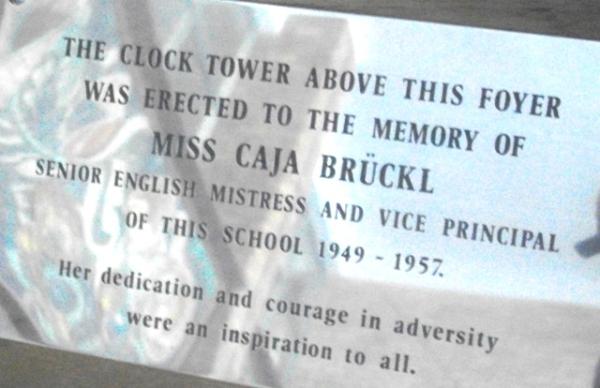 THE CLOCK TOWER ABOVE THIS FOYER
WAS ERECTED TO THE MEMORY OF
MISS CAJA BRÜCKL
SENIOR ENGLISH MISTRESS AND VICE PRINCIPAL
OF THIS SCHOOL 1949 - 1957.
Her dedication and courage in adversity
were an inspiration to all.